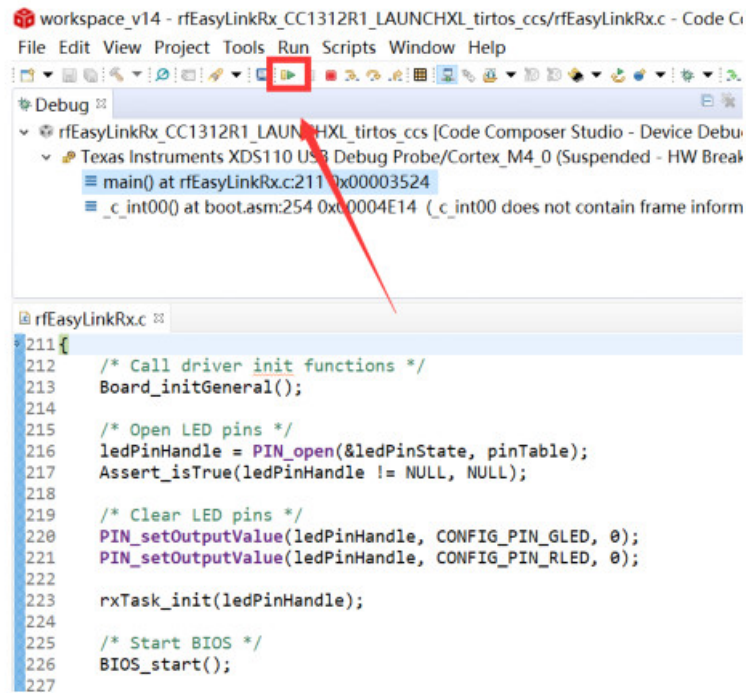 workspace_v14 - rfEasyLinkRx_CC1312R1_LAUNCHXL_tirtos_ccs/rfEasyLinkRx.c - Code C
File Edit View Project Tools Run Scripts Window Help
Debug
rfEasyLinkRx_CC1312R1_LAUNCHXL_tirtos_ccs [Code Composer Studio - Device Debu
Texas Instruments XDS110 USB Debug Probe/Cortex_M4_0 (Suspended - HW Break
main() at rfEasyLinkRx.c:211 0x00003524
_c_int00() at boot.asm:254 0x00004E14 (_c_int00 does not contain frame inform
rfEasyLinkRx.c
211 {
212 /* Call driver init functions */
213 Board_initGeneral();
214
215 /* Open LED pins */
216 ledPinHandle = PIN_open(&ledPinState, pinTable);
217 Assert_isTrue(ledPinHandle != NULL, NULL);
218
219 /* Clear LED pins */
220 PIN_setOutputValue(ledPinHandle, CONFIG_PIN_GLED, 0);
221 PIN_setOutputValue(ledPinHandle, CONFIG_PIN_RLED, 0);
222
223 rxTask_init(ledPinHandle);
224
225 /* Start BIOS */
226 BIOS_start();
227